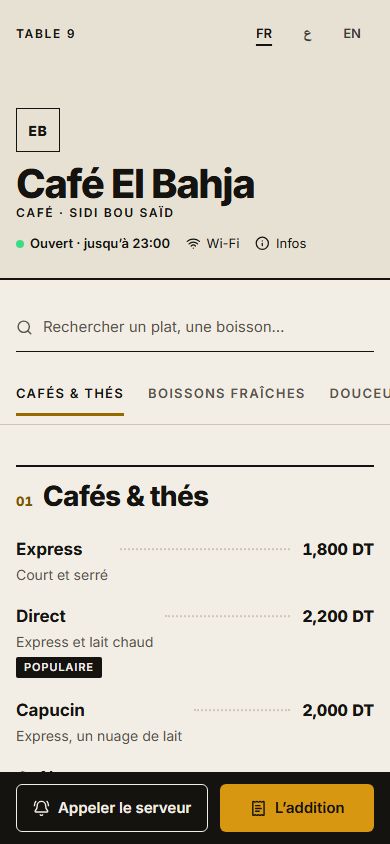 TABLE 9
FR ع EN
EB
Café El Bahja
CAFÉ · SIDI BOU SAÏD
Ouvert · jusqu'à 23:00 Wi-Fi Infos
Rechercher un plat, une boisson...
CAFÉS & THÉS BOISSONS FRAÎCHES DOUCEU
01 Cafés & thés
Express 1,800 DT
Court et serré
Direct 2,200 DT
Express et lait chaud
POPULAIRE
Capucin 2,000 DT
Express, un nuage de lait
Appeler le serveur L'addition